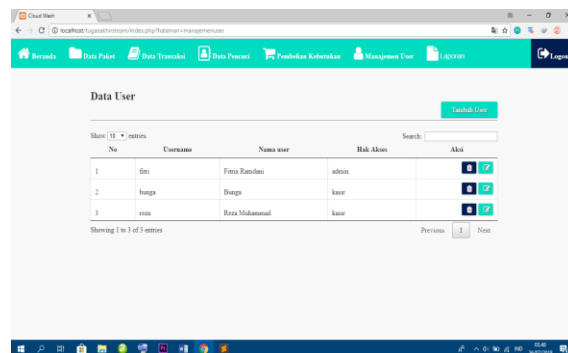 Cloud Wash
localhost/tugasakhirsteam/index.php?halaman=manajemenuser
Beranda Data Paket Data Transaksi Data Pencuci Pembelian Kebutuhan Manajemen User Laporan Logout
Data User
Tambah User
Show 10 entries Search:
No Username Nama user Hak Akses Aksi
1 fitri Fitria Ramdani admin
2 bunga Bunga kasir
3 reza Reza Muhammad kasir
Showing 1 to 3 of 3 entries Previous 1 Next
IND 03.40